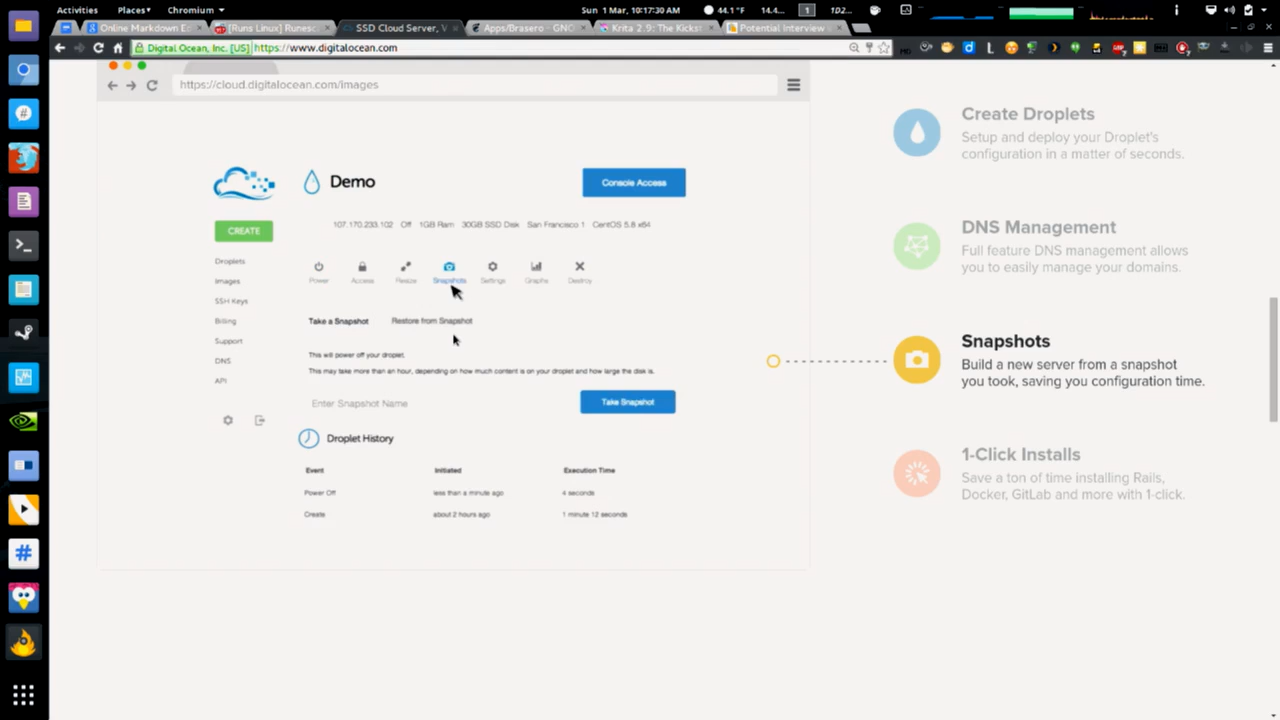 Activities Places Chromium Sun 1 Mar, 10:17:30 AM 44.1°F 14.4... 1 102...
Online Markdown Ed
[Runs Linux] Runesc
SSD Cloud Server, V
Apps/Brasero - GNO
Krita 2.9: The Kickst
Potential Interview
Digital Ocean, Inc. [US] https://www.digitalocean.com
https://cloud.digitalocean.com/images
Demo
Console Access
CREATE
107.170.233.102 Off 1GB Ram 30GB SSD Disk San Francisco 1 CentOS 5.8 x64
Droplets
Images
SSH Keys
Billing
Support
DNS
API
Power Access Resize Snapshots Settings Graphs Destroy
Take a Snapshot Restore from Snapshot
This will power off your droplet.
This may take more than an hour, depending on how much content is on your droplet and how large the disk is.
Enter Snapshot Name
Take Snapshot
Droplet History
Event Initiated Execution Time
Power Off less than a minute ago 4 seconds
Create about 2 hours ago 1 minute 12 seconds
Create Droplets
Setup and deploy your Droplet's
configuration in a matter of seconds.
DNS Management
Full feature DNS management allows
you to easily manage your domains.
Snapshots
Build a new server from a snapshot
you took, saving you configuration time.
1-Click Installs
Save a ton of time installing Rails,
Docker, GitLab and more with 1-click.